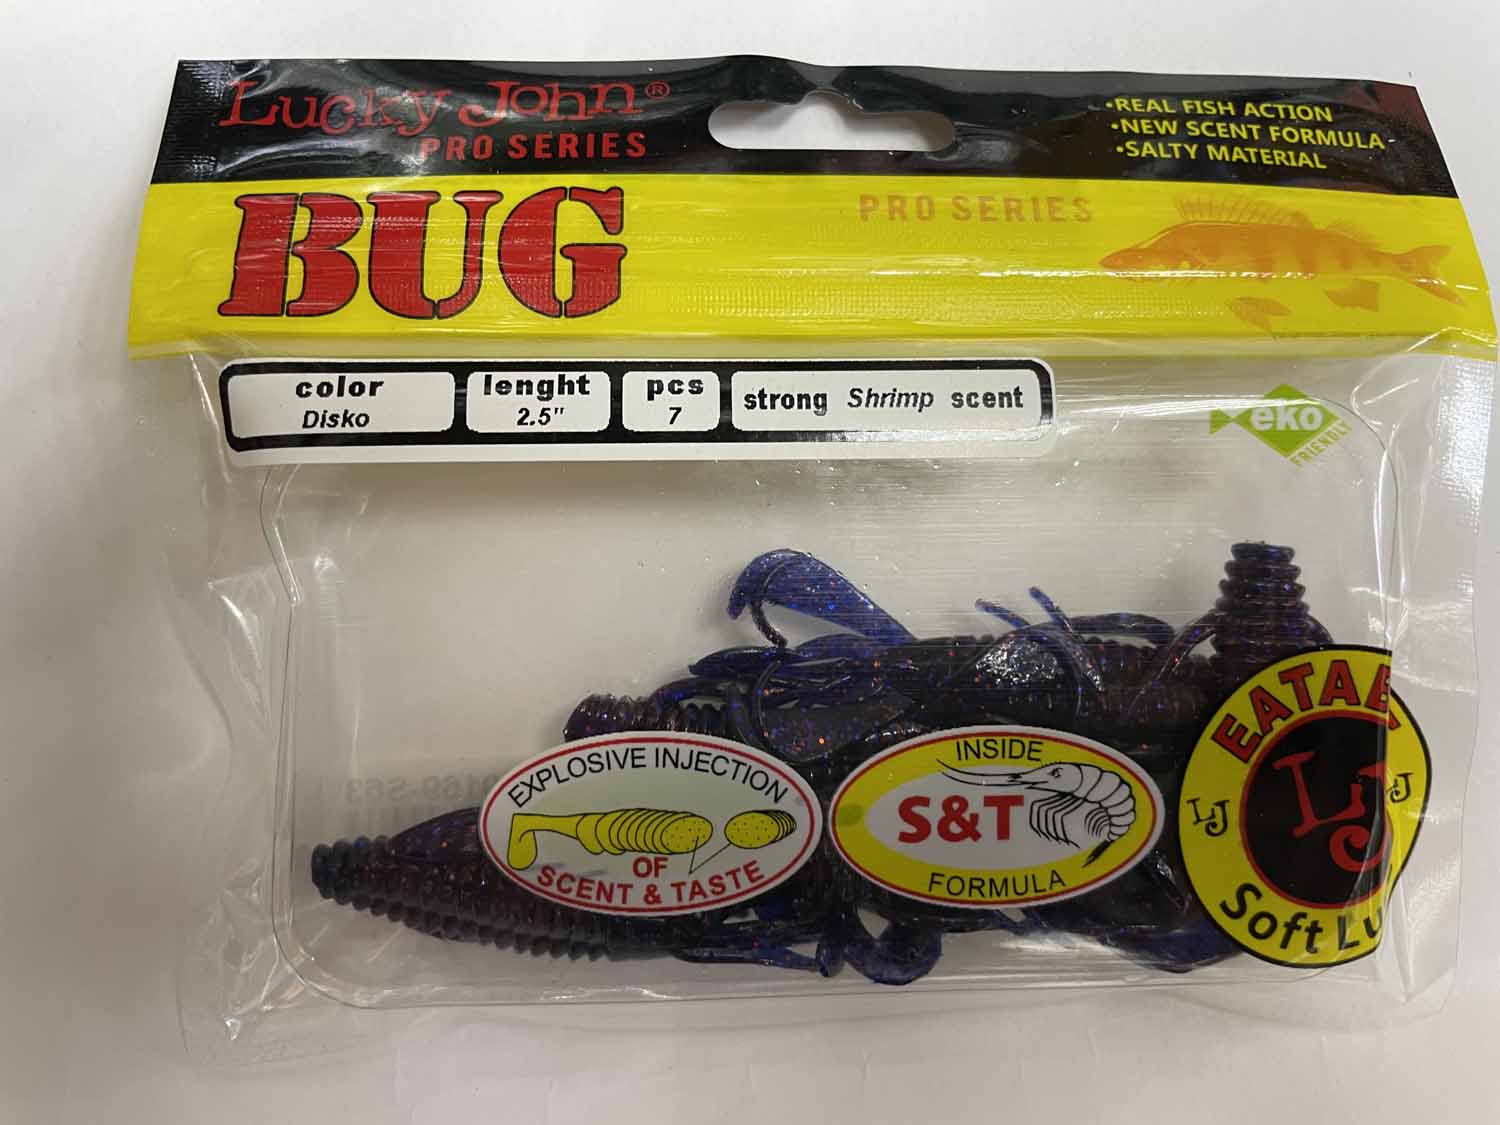 Lucky John®
PRO SERIES
•REAL FISH ACTION
•NEW SCENT FORMULA
•SALTY MATERIAL
BUG
PRO SERIES
color
Disko
lenght
2.5"
pcs
7
strong Shrimp scent
eko
FRIENDLY
EXPLOSIVE INJECTION
OF
SCENT & TASTE
INSIDE
S&T
FORMULA
EATAB
LJ
LJ
LJ
Soft Lu